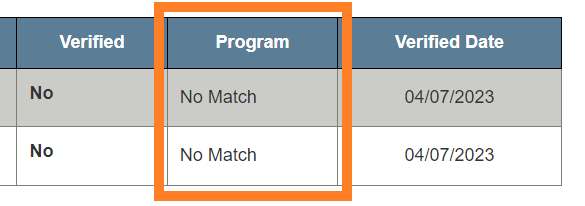 Verified Program Verified Date
No No Match 04/07/2023
No No Match 04/07/2023